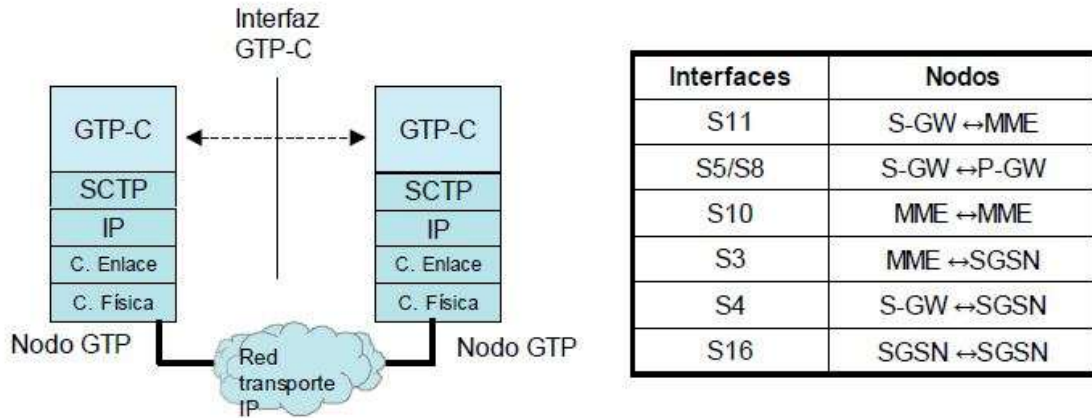 Interfaz
GTP-C
GTP-C
SCTP
IP
C. Enlace
C. Física
Nodo GTP
GTP-C
SCTP
IP
C. Enlace
C. Física
Nodo GTP
Red
transporte
IP
Interfaces Nodos
S11 S-GW ↔MME
S5/S8 S-GW ↔P-GW
S10 MME ↔MME
S3 MME ↔SGSN
S4 S-GW ↔SGSN
S16 SGSN ↔SGSN